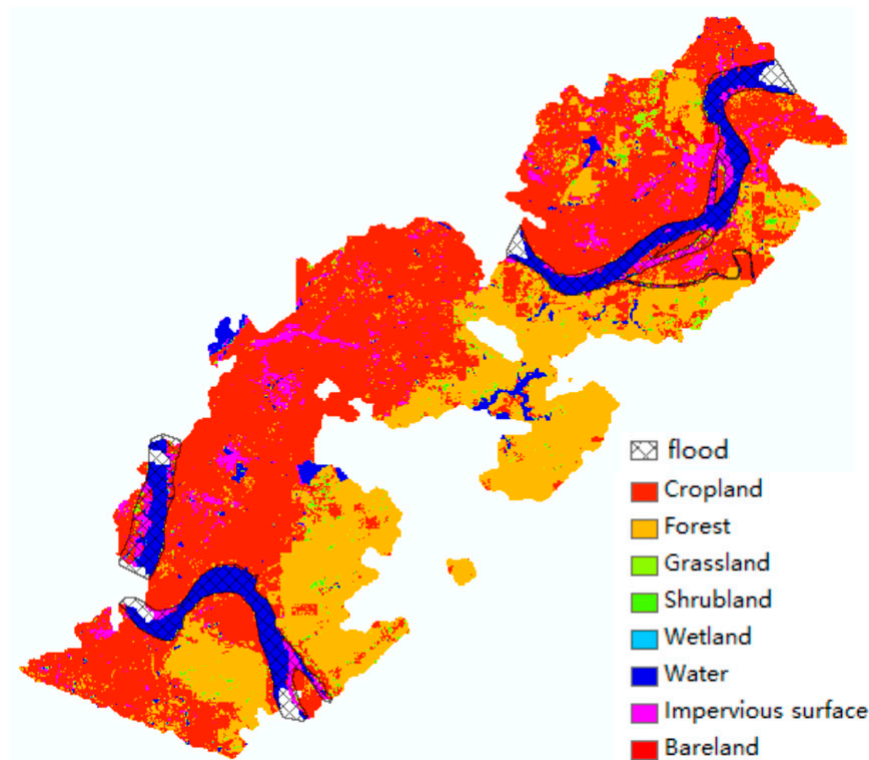 flood
Cropland
Forest
Grassland
Shrubland
Wetland
Water
Impervious surface
Bareland